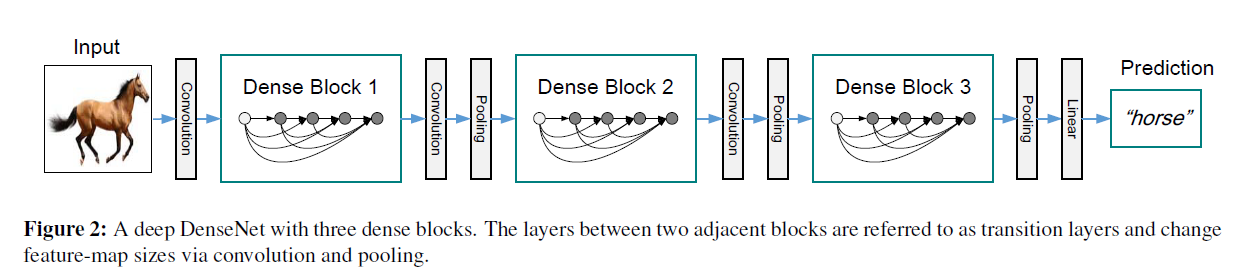 Input
Prediction
Convolution
Dense Block 1
Convolution
Pooling
Dense Block 2
Convolution
Pooling
Dense Block 3
Pooling
Linear
“horse”
Figure 2: A deep DenseNet with three dense blocks. The layers between two adjacent blocks are referred to as transition layers and change
feature-map sizes via convolution and pooling.